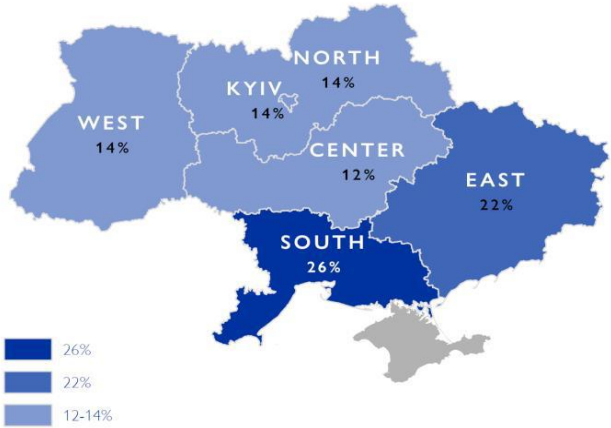 NORTH
14%
KYIV
14%
WEST
14%
CENTER
12%
EAST
22%
SOUTH
26%
26%
22%
12-14%